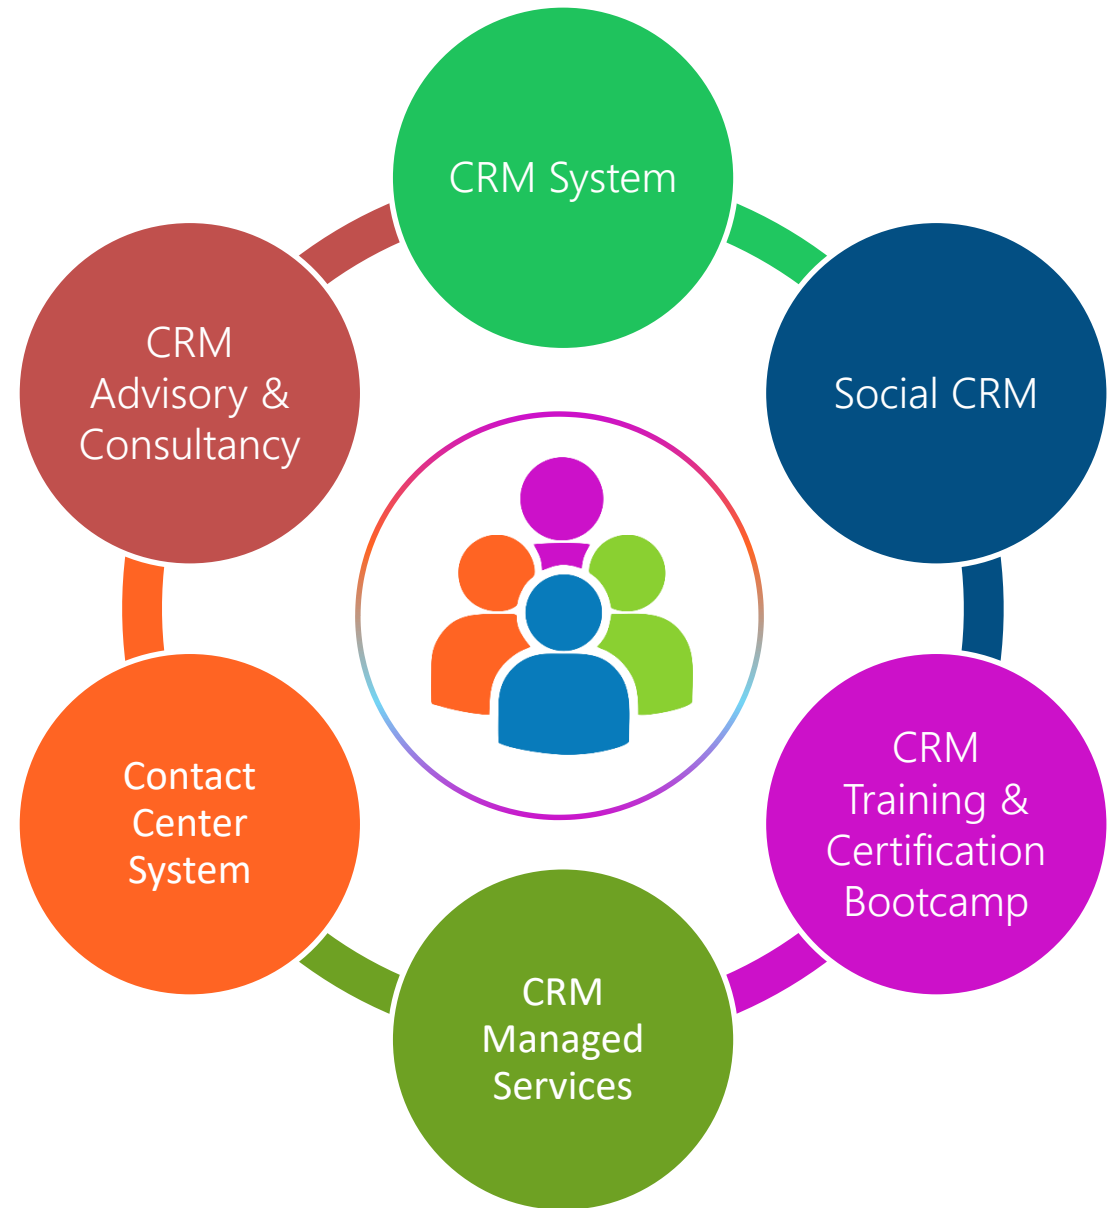 CRM System
Social CRM
CRM
Training &
Certification
Bootcamp
CRM
Managed
Services
Contact
Center
System
CRM
Advisory &
Consultancy